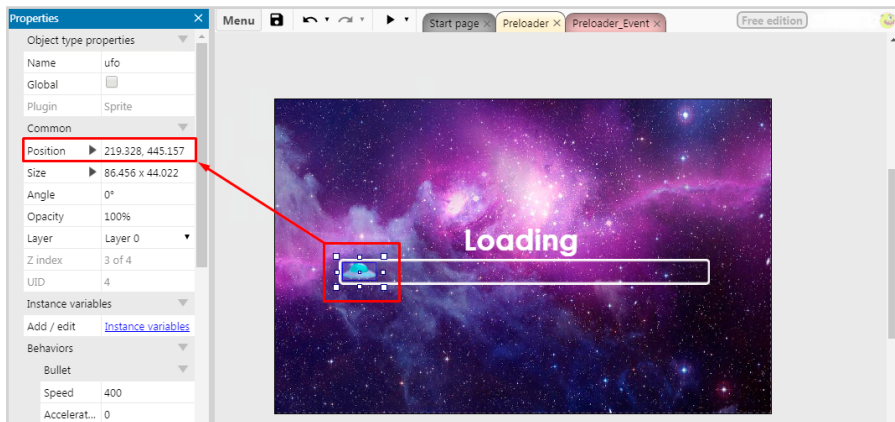 Properties
Menu
Start page
Preloader
Preloader_Event
Free edition
Object type properties
Name ufo
Global
Plugin Sprite
Common
Position 219.328, 445.157
Size 86.456 x 44.022
Angle 0°
Opacity 100%
Layer Layer 0
Z index 3 of 4
UID 4
Instance variables
Add / edit Instance variables
Behaviors
Bullet
Speed 400
Accelerat... 0
Loading